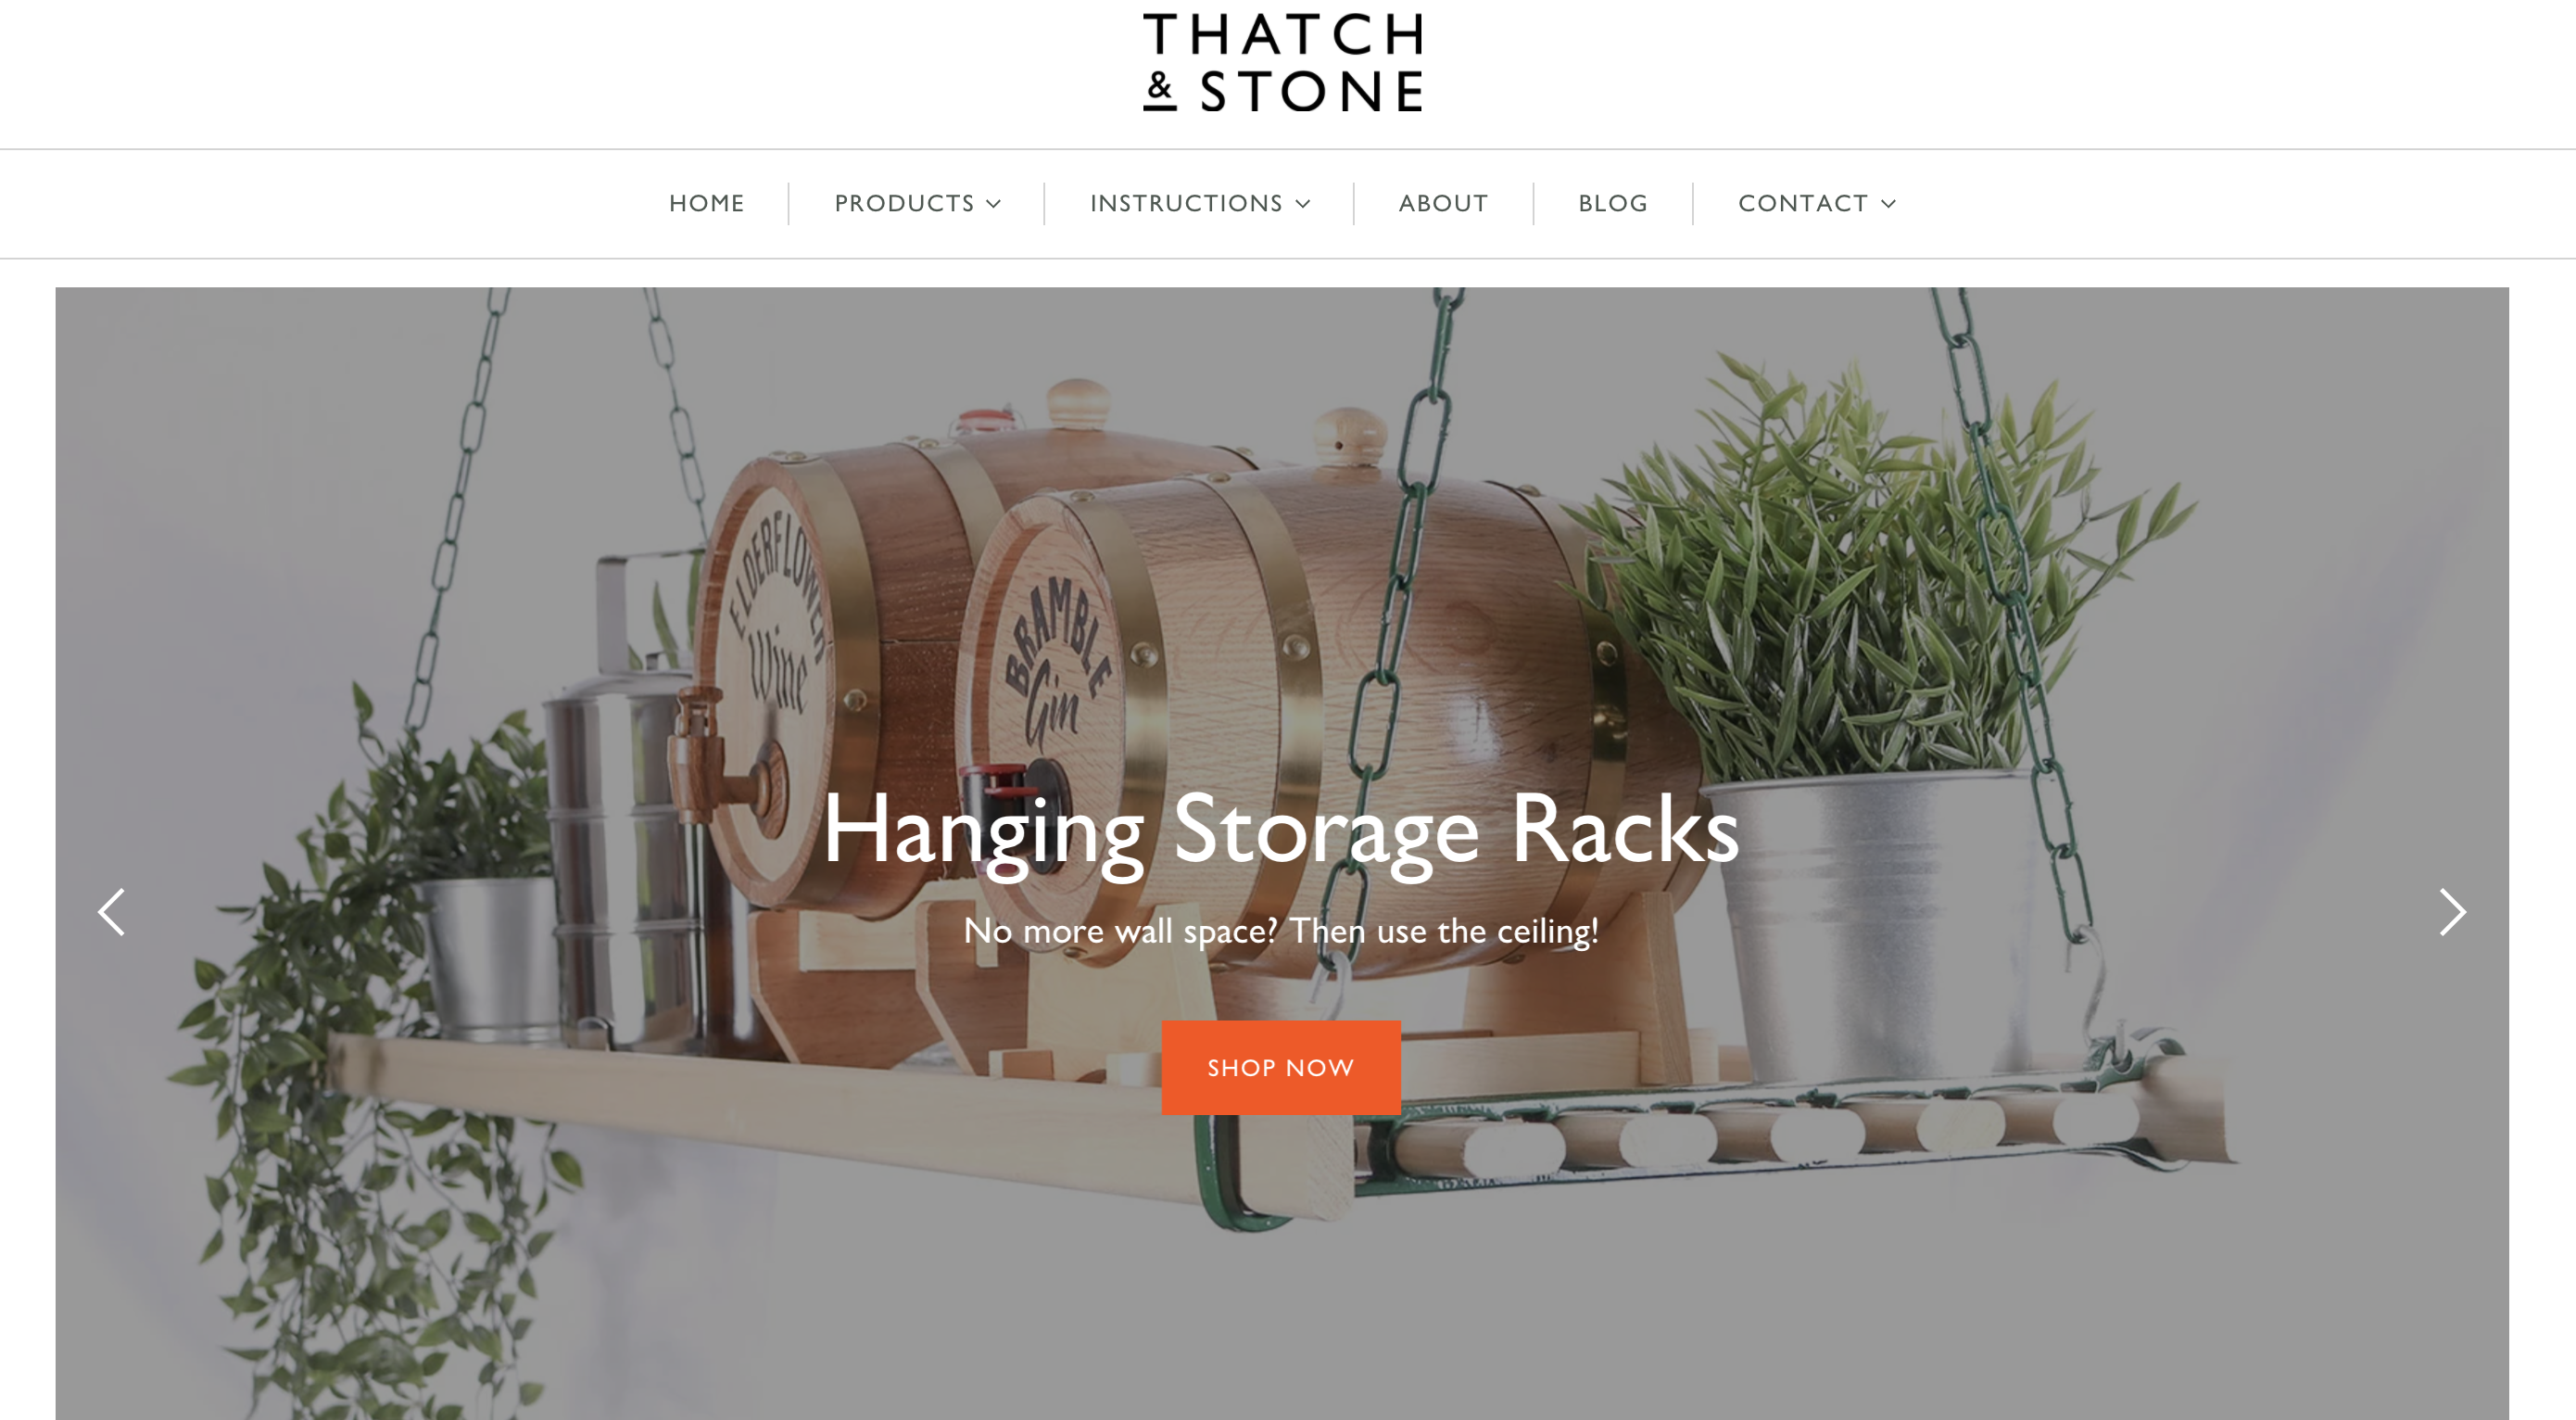 THATCH
& STONE
HOME PRODUCTS INSTRUCTIONS ABOUT BLOG CONTACT
ELDERFLOWER
Wine
BRAMBLE
Gin
Hanging Storage Racks
No more wall space? Then use the ceiling!
SHOP NOW